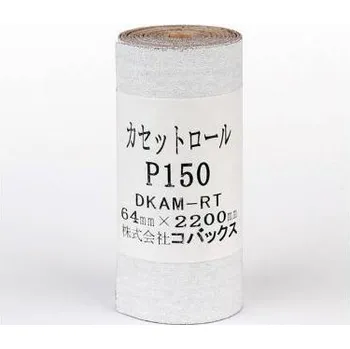 カセットロール
P150
DKAM-RT
64mm×2200mm
株式会社コバックス